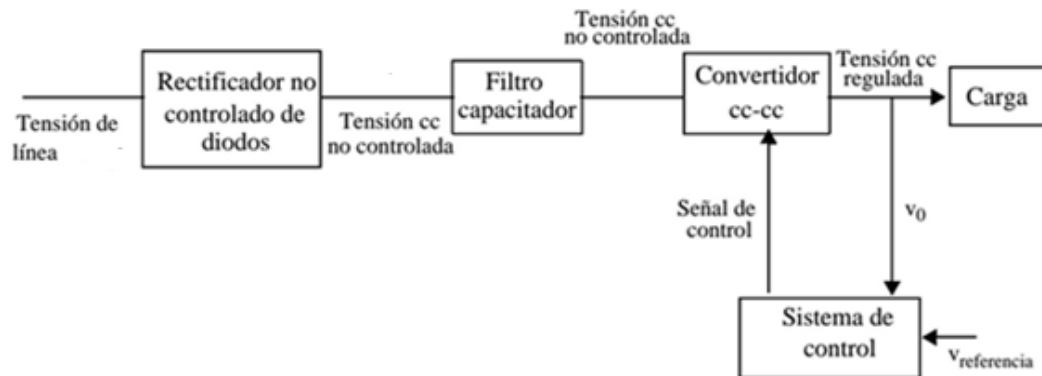 Tensión de
línea
Rectificador no
controlado de
diodos
Tensión cc
no controlada
Filtro
capacitador
Tensión cc
no controlada
Convertidor
cc-cc
Tensión cc
regulada
Carga
Señal de
control
v0
Sistema de
control
vreferencia